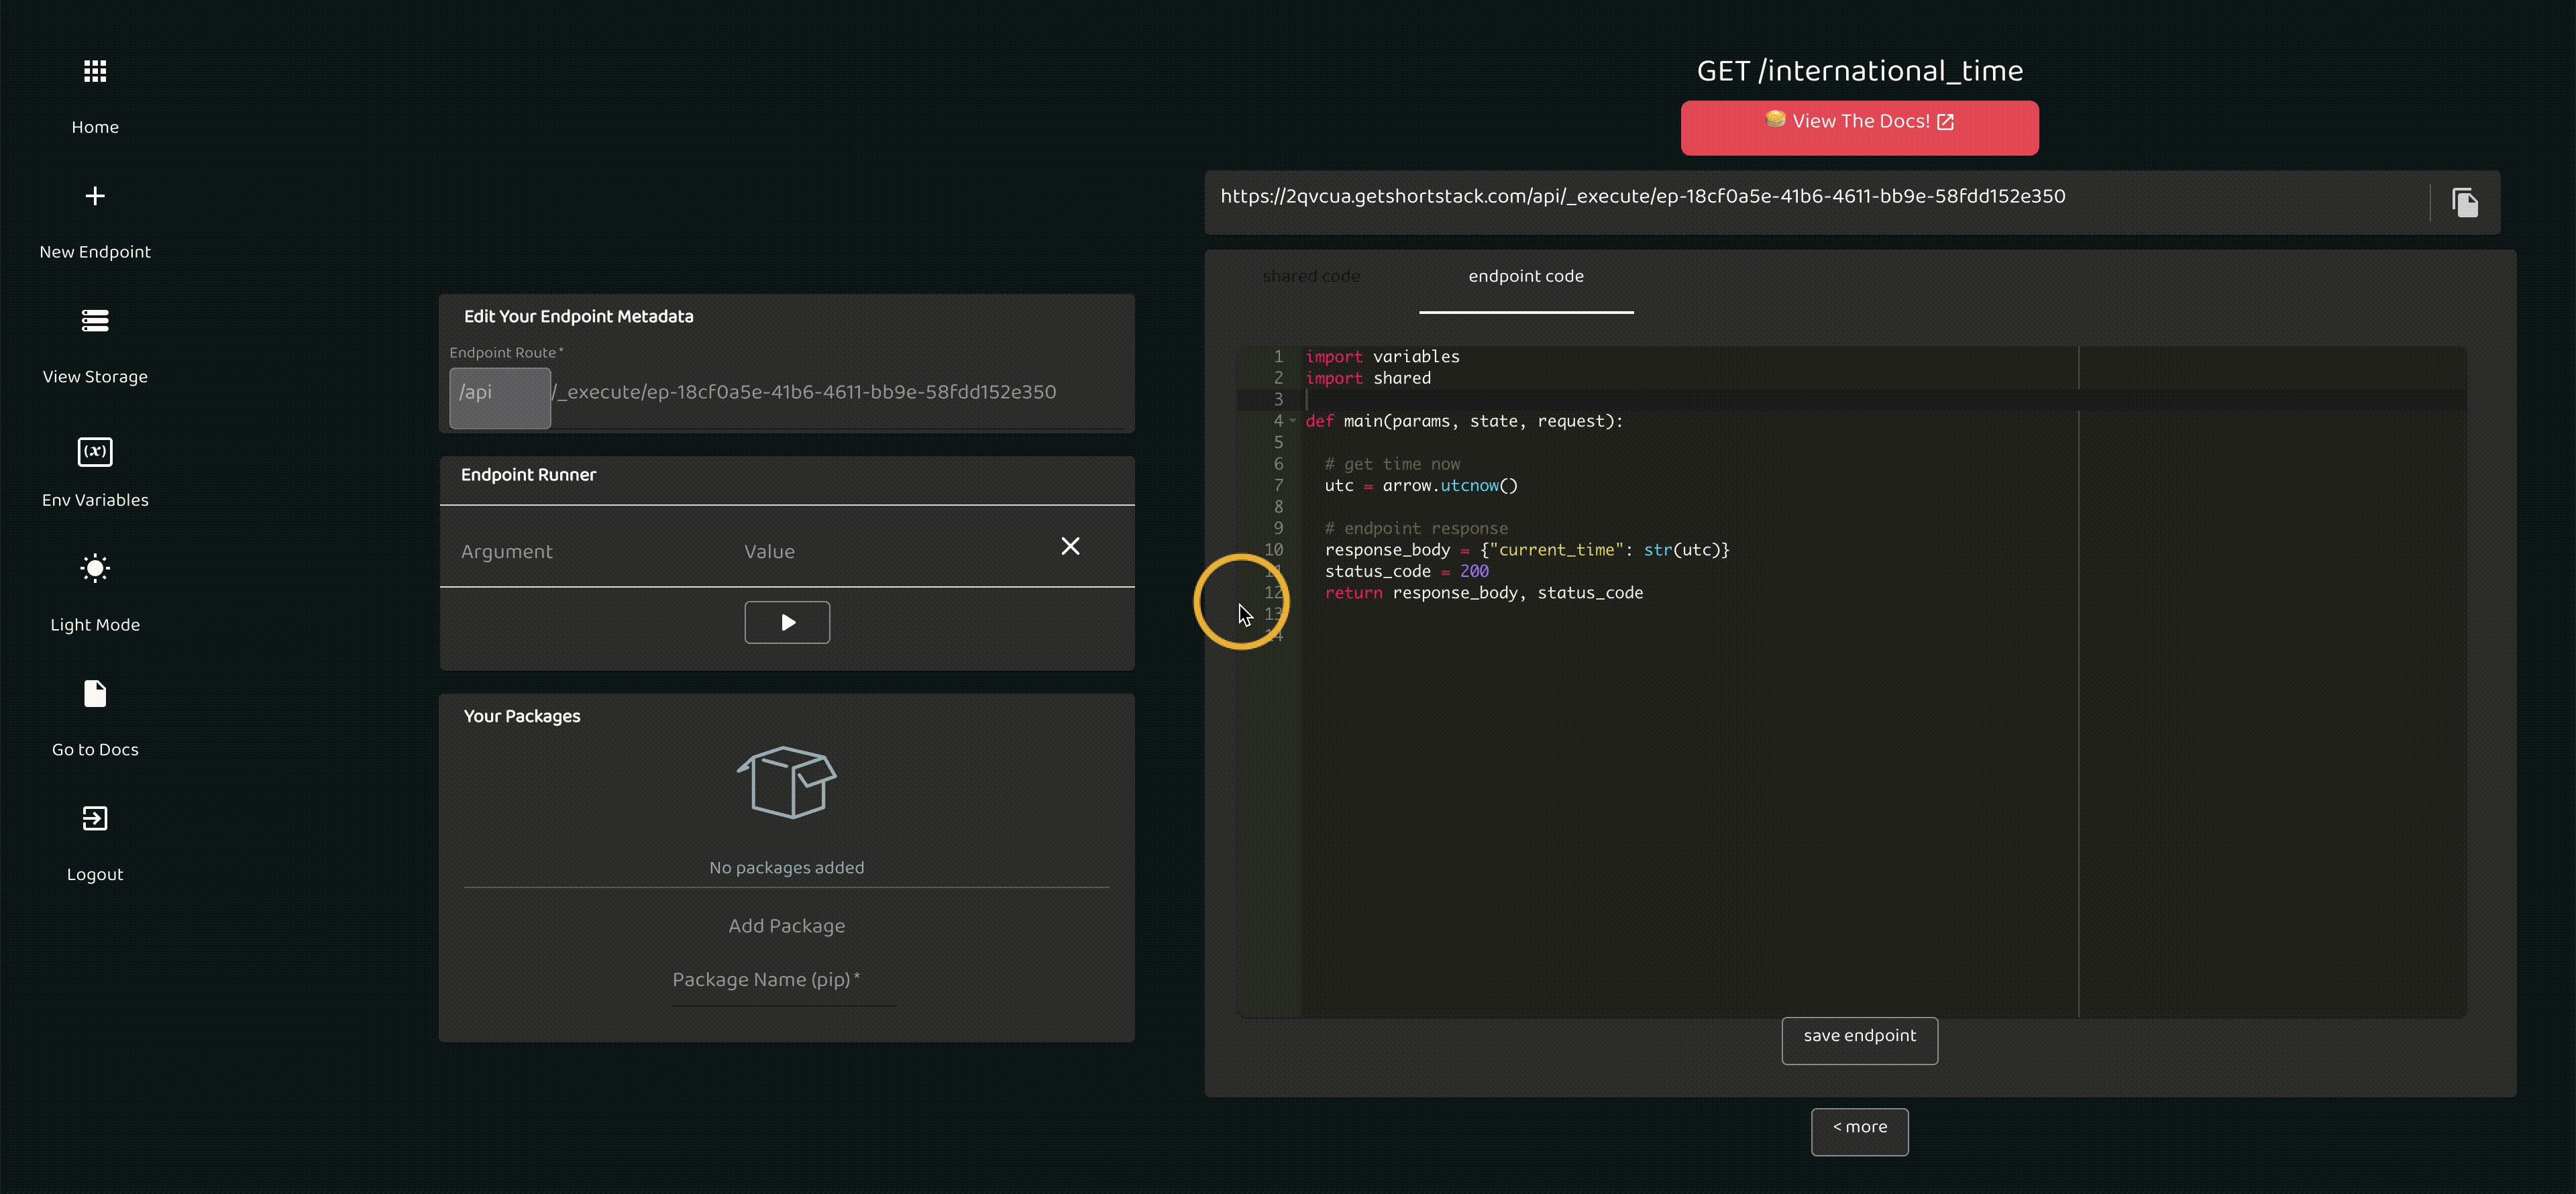 Home
New Endpoint
View Storage
(x)
Env Variables
Light Mode
Go to Docs
Logout
Edit Your Endpoint Metadata
Endpoint Route *
/api /_execute/ep-18cf0a5e-41b6-4611-bb9e-58fdd152e350
Endpoint Runner
Argument Value
Your Packages
No packages added
Add Package
Package Name (pip) *
GET /international_time
View The Docs!
https://2qvcua.getshortstack.com/api/_execute/ep-18cf0a5e-41b6-4611-bb9e-58fdd152e350
shared code endpoint code
1 import variables
2 import shared
3
4 def main(params, state, request):
5
6 # get time now
7 utc = arrow.utcnow()
8
9 # endpoint response
10 response_body = {"current_time": str(utc)}
11 status_code = 200
12 return response_body, status_code
13
14
save endpoint
< more